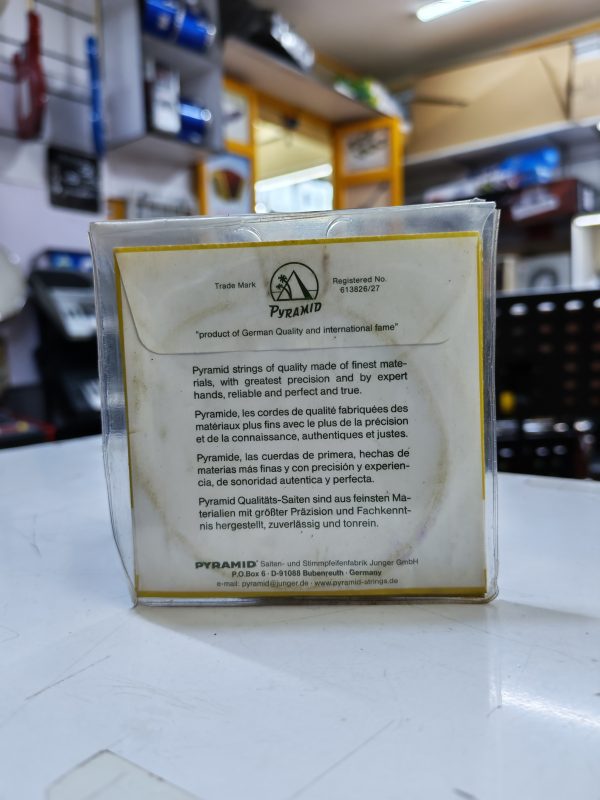 Trade Mark
Registered No.
613826/27
PYRAMID
"product of German Quality and international fame"
Pyramid strings of quality made of finest mate-
rials, with greatest precision and by expert
hands, reliable and perfect and true.
Pyramide, les cordes de qualité fabriquées des
matériaux plus fins avec le plus de la précision
et de la connaissance, authentiques et justes.
Pyramide, las cuerdas de primera, hechas de
materias más finas y con precisión y experien-
cia, de sonoridad autentica y perfecta.
Pyramid Qualitäts-Saiten sind aus feinsten Ma-
terialien mit größter Präzision und Fachkennt-
nis hergestellt, zuverlässig und tonrein.
PYRAMID® Saiten- und Stimmpfeifenfabrik Junger GmbH
P.O.Box 6 · D-91088 Bubenreuth · Germany
e-mail: pyramid@junger.de · www.pyramid-strings.de